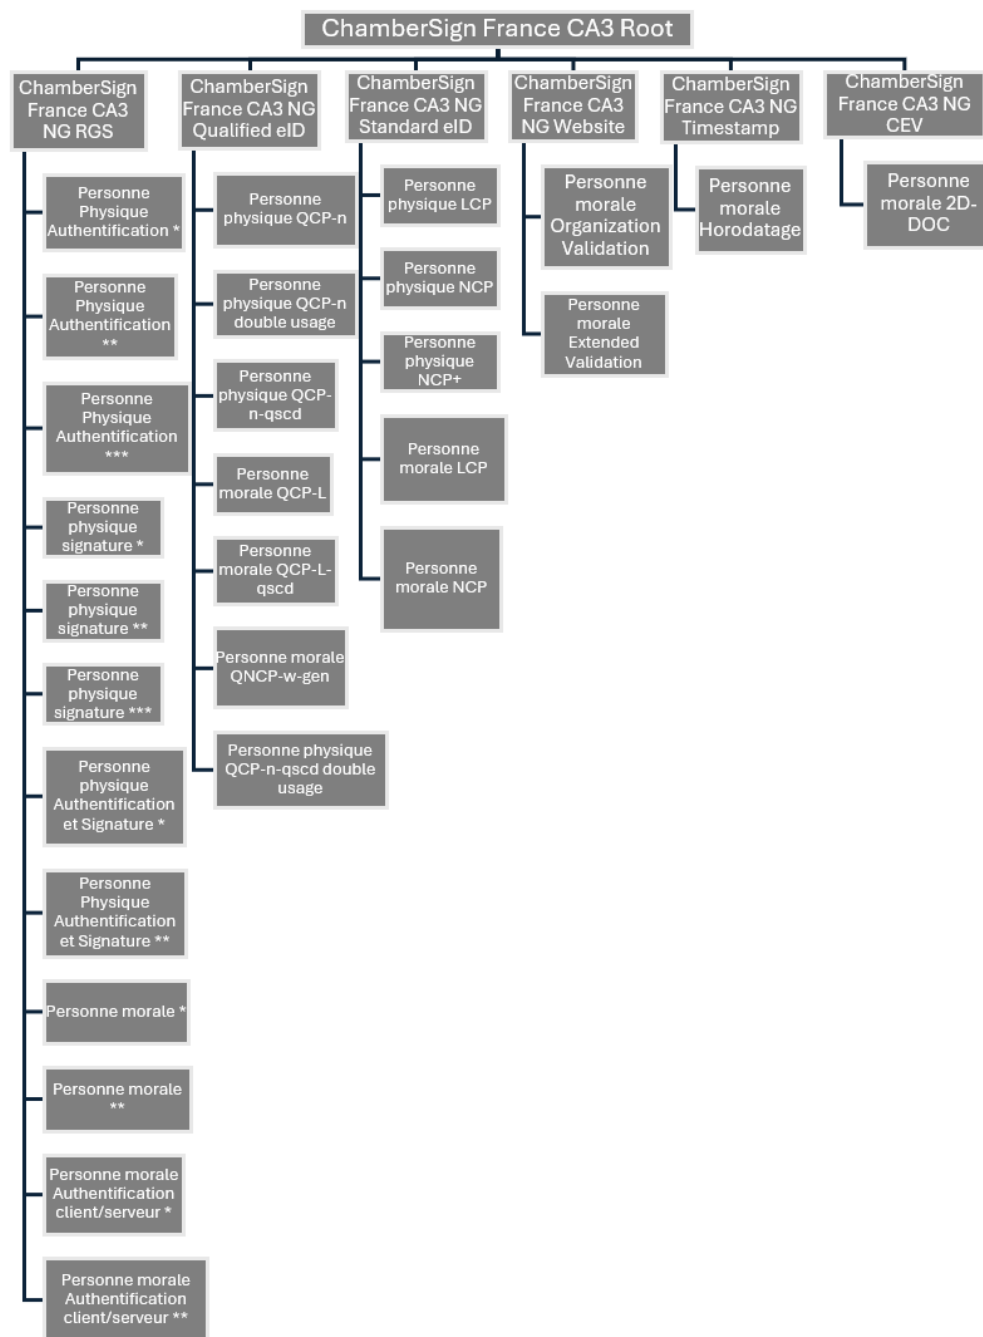 ChamberSign France CA3 Root
ChamberSign
France CA3
NG RGS
Personne
Physique
Authentification *
Personne
Physique
Authentification
**
Personne
Physique
Authentification
***
Personne
physique
signature *
Personne
physique
signature **
Personne
physique
signature ***
Personne
physique
Authentification
et Signature *
Personne
Physique
Authentification
et Signature **
Personne morale *
Personne morale
**
Personne morale
Authentification
client/serveur *
Personne morale
Authentification
client/serveur **
ChamberSign
France CA3 NG
Qualified eID
Personne
physique QCP-n
Personne
physique QCP-n
double usage
Personne
physique QCP-
n-qscd
Personne
morale QCP-L
Personne
morale QCP-L-
qscd
Personne morale
QNCP-w-gen
Personne physique
QCP-n-qscd double
usage
ChamberSign
France CA3 NG
Standard eID
Personne
physique LCP
Personne
physique NCP
Personne
physique
NCP+
Personne
morale LCP
Personne
morale NCP
ChamberSign
France CA3
NG Website
Personne
morale
Organization
Validation
Personne
morale
Extended
Validation
ChamberSign
France CA3 NG
Timestamp
Personne
morale
Horodatage
ChamberSign
France CA3 NG
CEV
Personne
morale 2D-
DOC